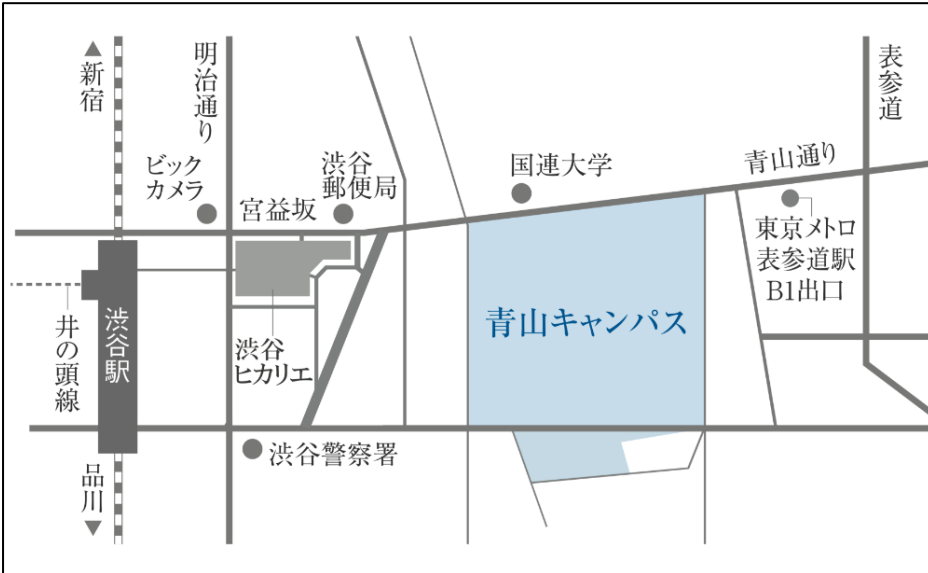 新宿
明治通り
ビック
カメラ
宮益坂
渋谷
郵便局
国連大学
青山通り
表参道
東京メトロ
表参道駅
B1出口
井の頭線
渋谷駅
渋谷
ヒカリエ
青山キャンパス
渋谷警察署
品川